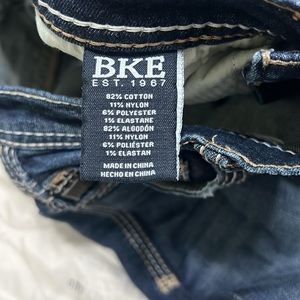 BKE
EST. 1967
82% COTTON
11% NYLON
6% POLYESTER
1% ELASTANE
82% ALGODÓN
11% NYLON
6% POLIÉSTER
1% ELASTAN
MADE IN CHINA
HECHO EN CHINA